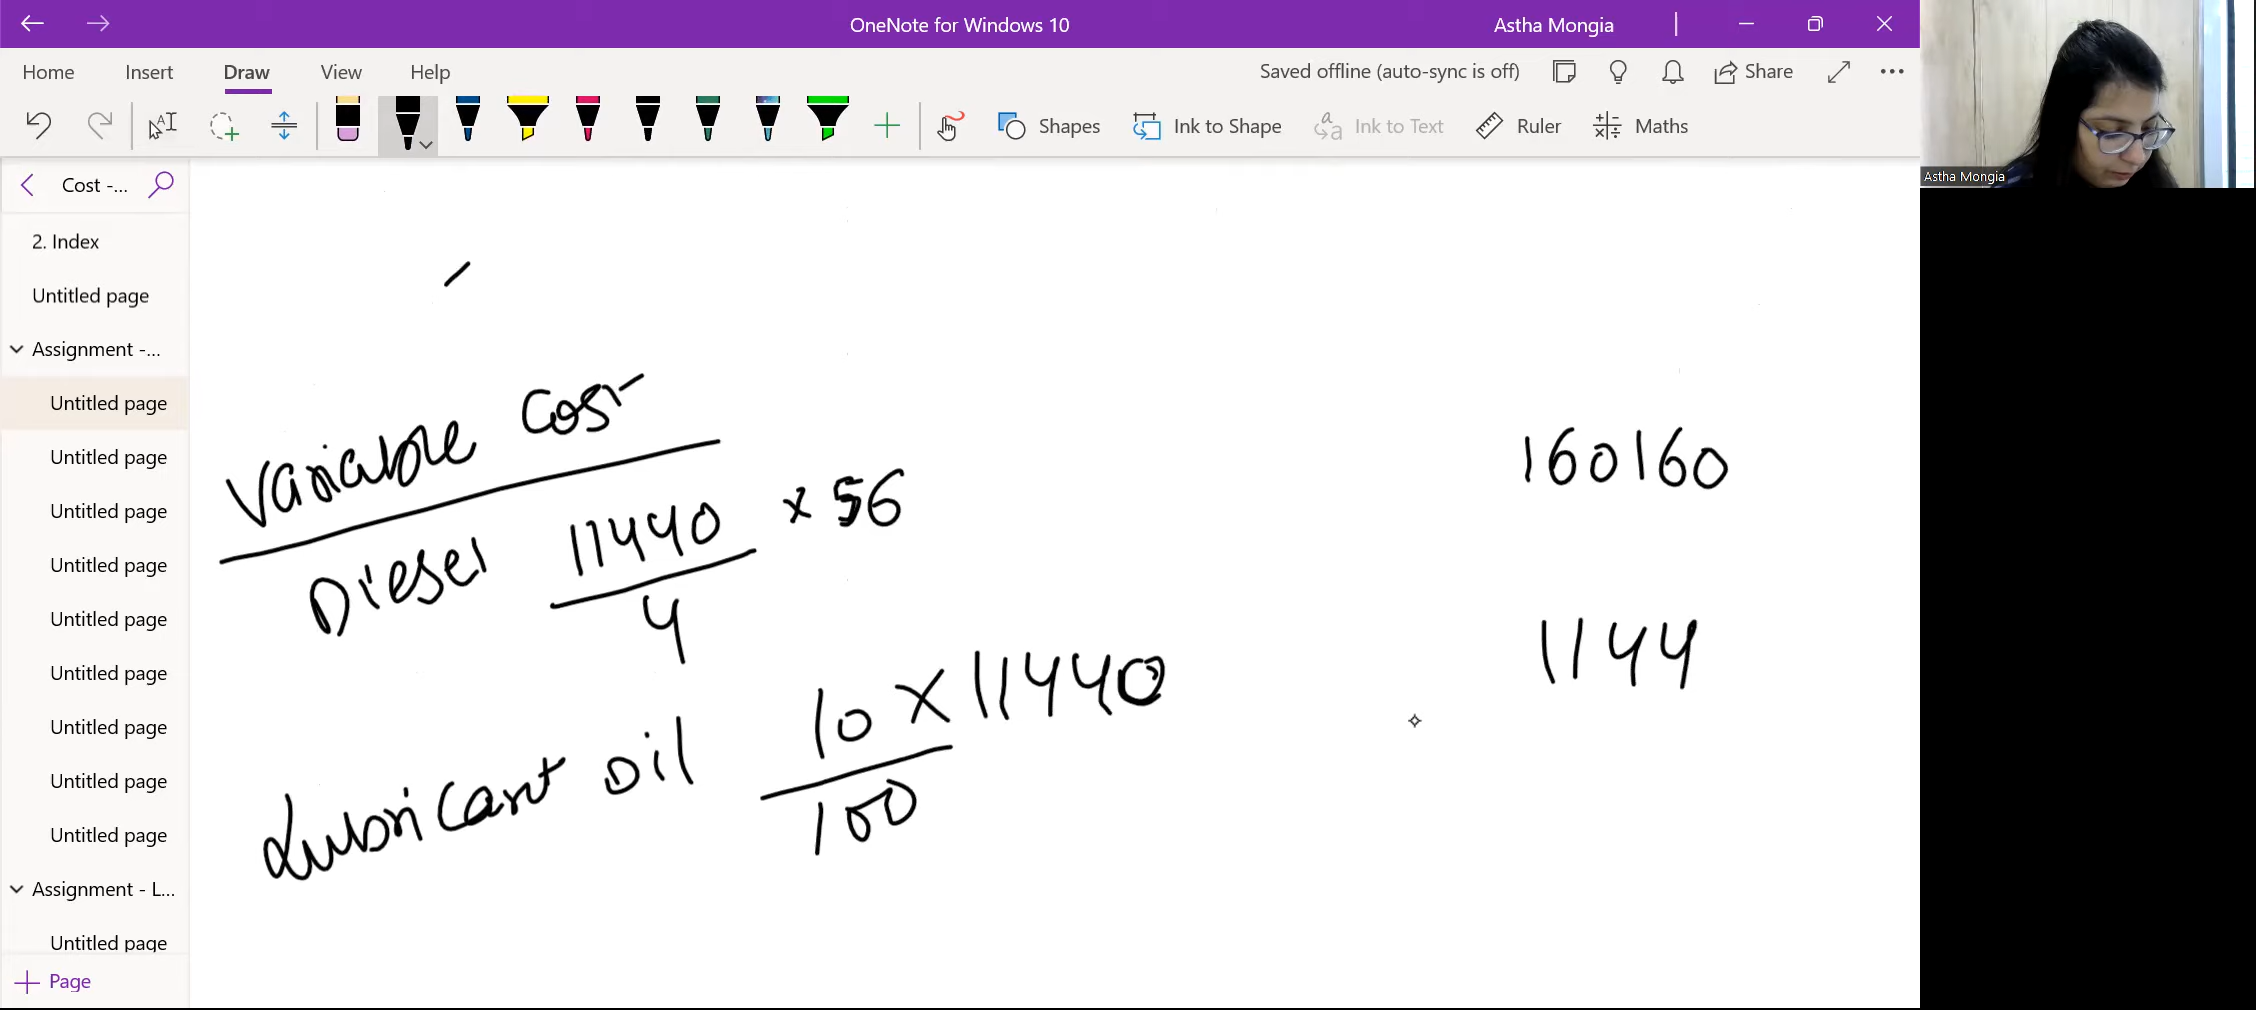 OneNote for Windows 10
Astha Mongia
Home Insert Draw View Help
Saved offline (auto-sync is off) Share
Shapes Ink to Shape Ink to Text Ruler Maths
Astha Mongia
Cost -...
2. Index
Untitled page
Assignment -...
Untitled page
Untitled page
Untitled page
Untitled page
Untitled page
Untitled page
Untitled page
Untitled page
Untitled page
Assignment - L...
Untitled page
Page
Variable Cost
Diesel 11440/4 x 56 160160
Lubricant oil 10/100 x 11440 1144